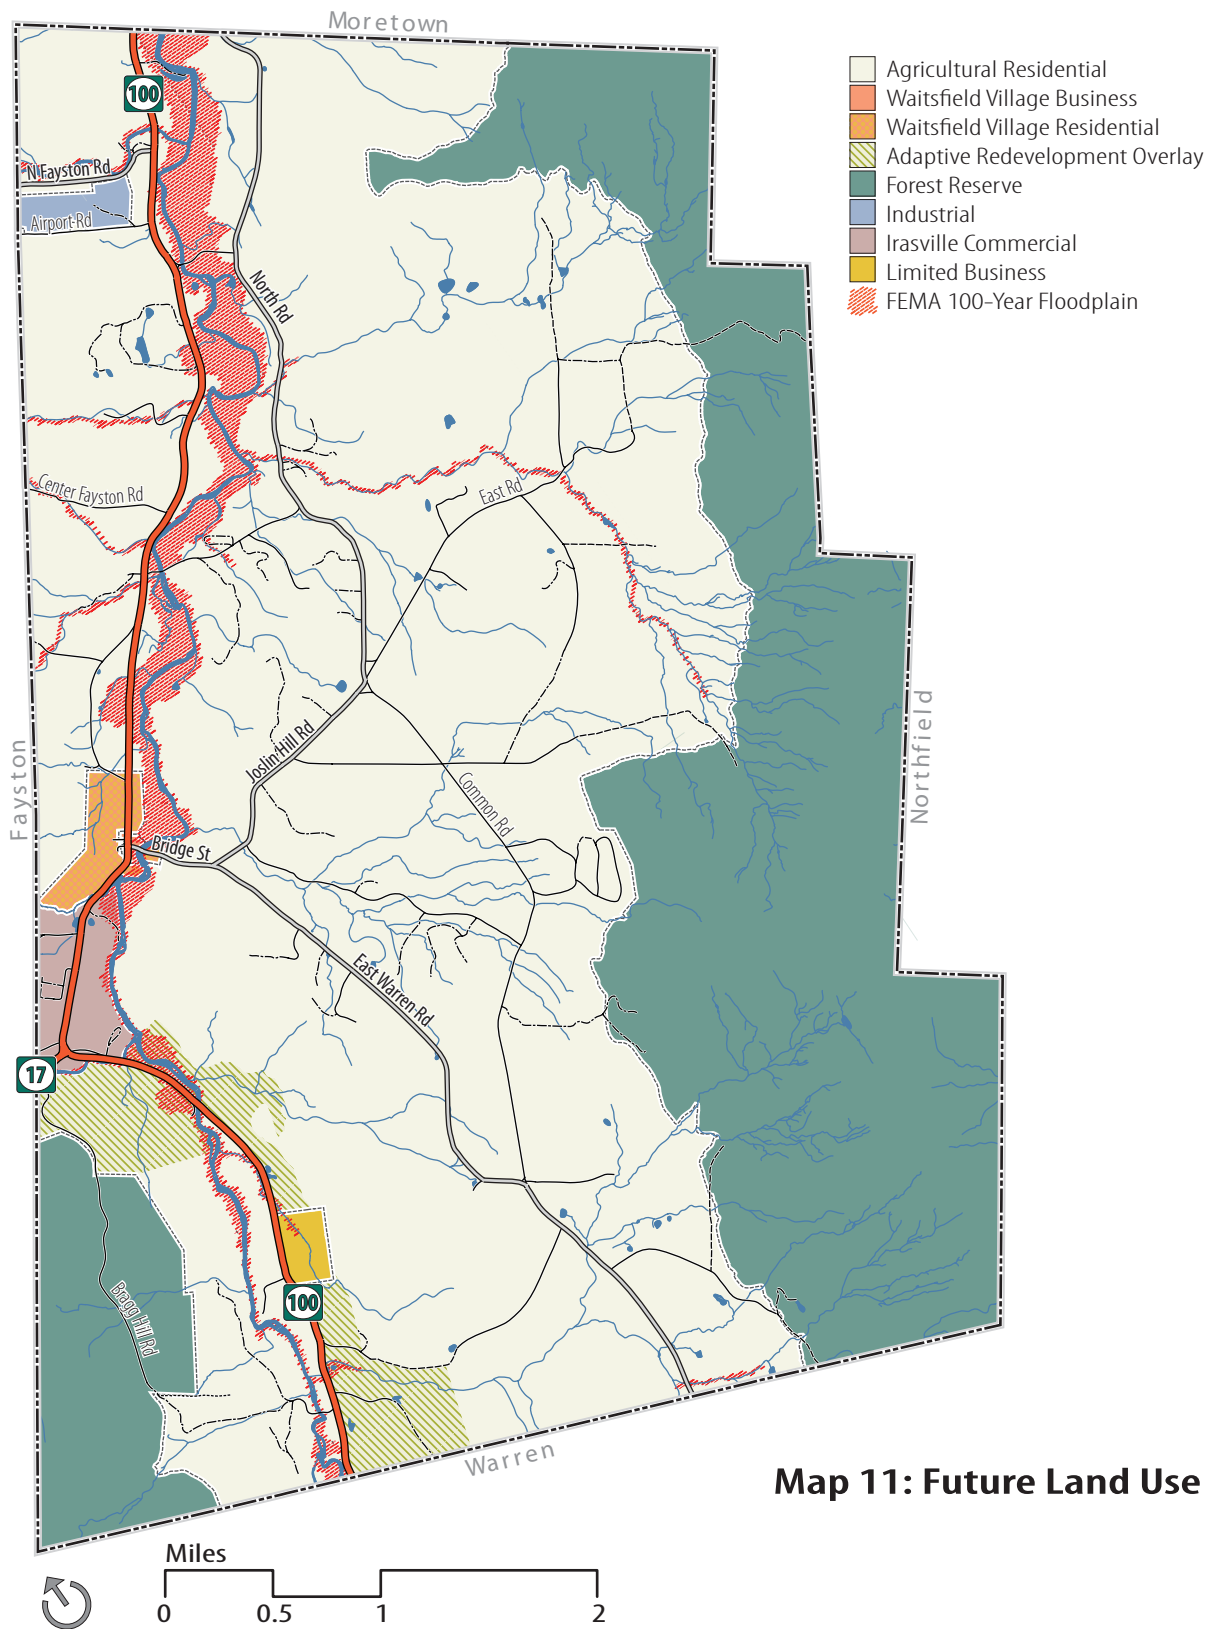 Moretown
Agricultural Residential
Waitsfield Village Business
Waitsfield Village Residential
Adaptive Redevelopment Overlay
Forest Reserve
Industrial
Irasville Commercial
Limited Business
FEMA 100-Year Floodplain
100
N Fayston Rd
Airport Rd
North Rd
Center Fayston Rd
East Rd
Fayston
Northfield
Joslin Hill Rd
Common Rd
Bridge St
East Warren Rd
17
100
Bragg Hill Rd
Warren
Map 11: Future Land Use
Miles
0 0.5 1 2